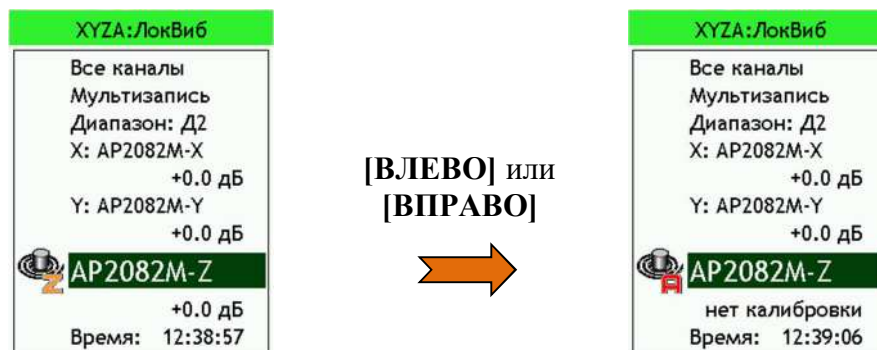 XYZA:ЛокВиб
Все каналы
Мультизапись
Диапазон: Д2
X: AP2082M-X
+0.0 дБ
Y: AP2082M-Y
+0.0 дБ
Z
AP2082M-Z
+0.0 дБ
Время: 12:38:57
[ВЛЕВО] или
[ВПРАВО]
XYZA:ЛокВиб
Все каналы
Мультизапись
Диапазон: Д2
X: AP2082M-X
+0.0 дБ
Y: AP2082M-Y
+0.0 дБ
A
AP2082M-Z
нет калибровки
Время: 12:39:06